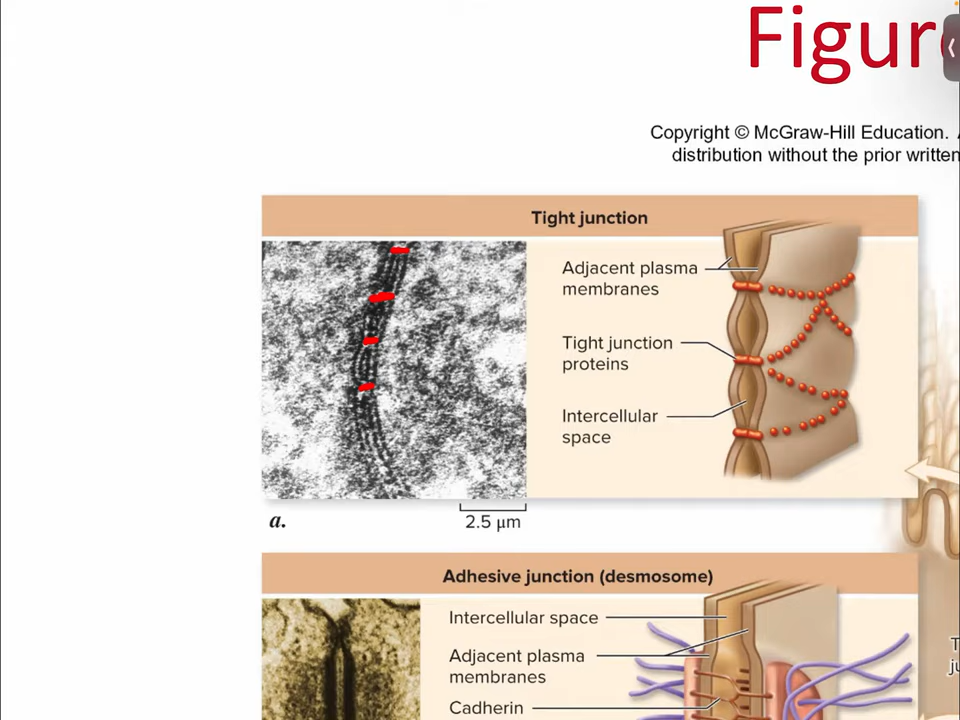 Figur
Copyright © McGraw-Hill Education.
distribution without the prior written
Tight junction
Adjacent plasma
membranes
Tight junction
proteins
Intercellular
space
a.
2.5 µm
Adhesive junction (desmosome)
Intercellular space
Adjacent plasma
membranes
Cadherin